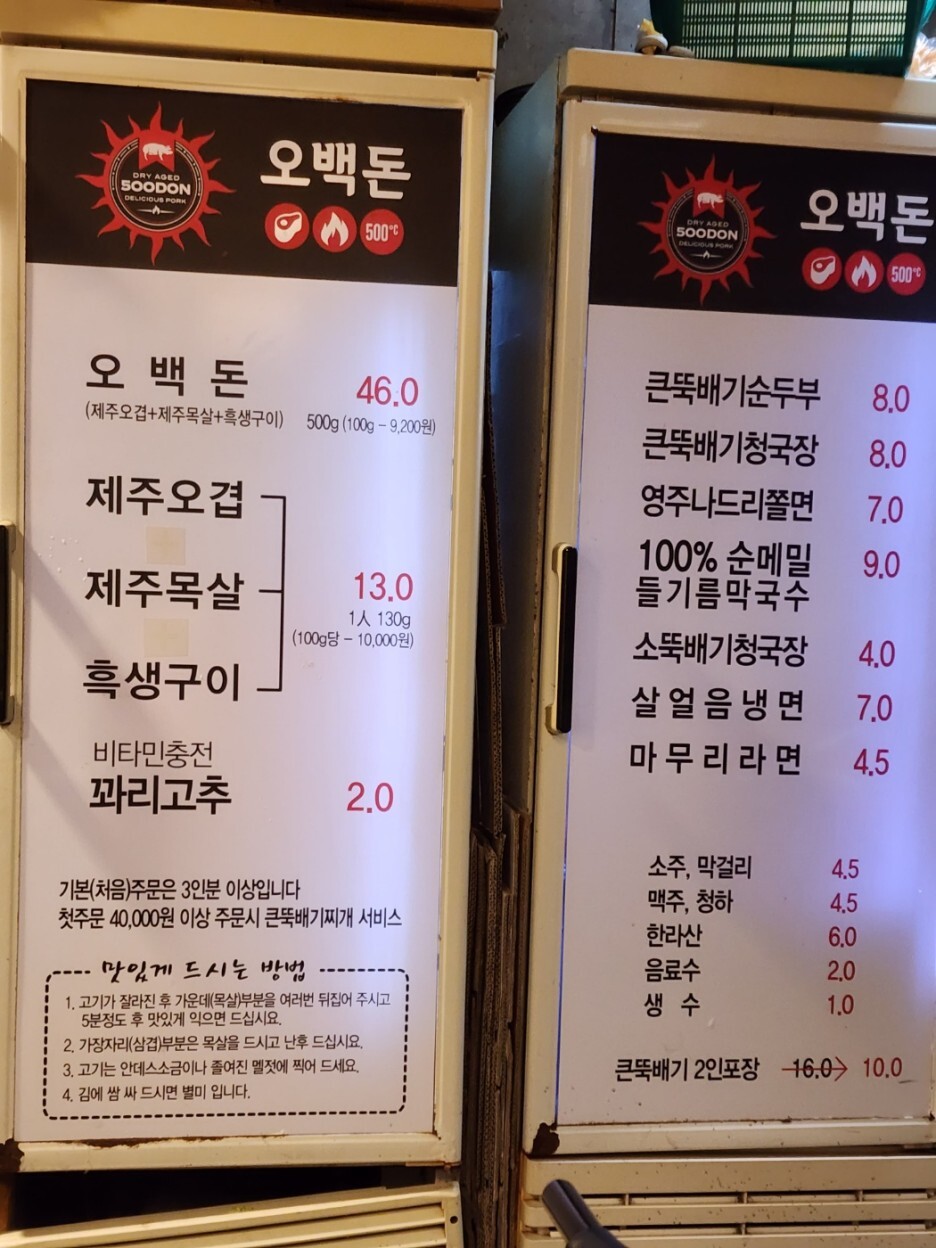 DRY AGED
500DON
DELICIOUS PORK
오백돈
500℃
오 백 돈 46.0
(제주오겹+제주목살+흑생구이) 500g (100g - 9,200원)
제주오겹
제주목살 13.0
1人 130g
(100g당 - 10,000원)
흑생구이
비타민충전
꽈리고추 2.0
기본(처음)주문은 3인분 이상입니다
첫주문 40,000원 이상 주문시 큰뚝배기찌개 서비스
맛있게 드시는 방법
1. 고기가 잘라진 후 가운데(목살)부분을 여러번 뒤집어 주시고
5분정도 후 맛있게 익으면 드십시요.
2. 가장자리(삼겹)부분은 목살을 드시고 난후 드십시요.
3. 고기는 안데스소금이나 졸여진 멜젓에 찍어 드세요.
4. 김에 쌈 싸 드시면 별미 입니다.
DRY AGED
500DON
DELICIOUS PORK
오백돈
500℃
큰뚝배기순두부 8.0
큰뚝배기청국장 8.0
영주나드리쫄면 7.0
100% 순메밀 9.0
들기름막국수
소뚝배기청국장 4.0
살얼음냉면 7.0
마무리라면 4.5
소주, 막걸리 4.5
맥주, 청하 4.5
한라산 6.0
음료수 2.0
생 수 1.0
큰뚝배기 2인포장 16.0→ 10.0